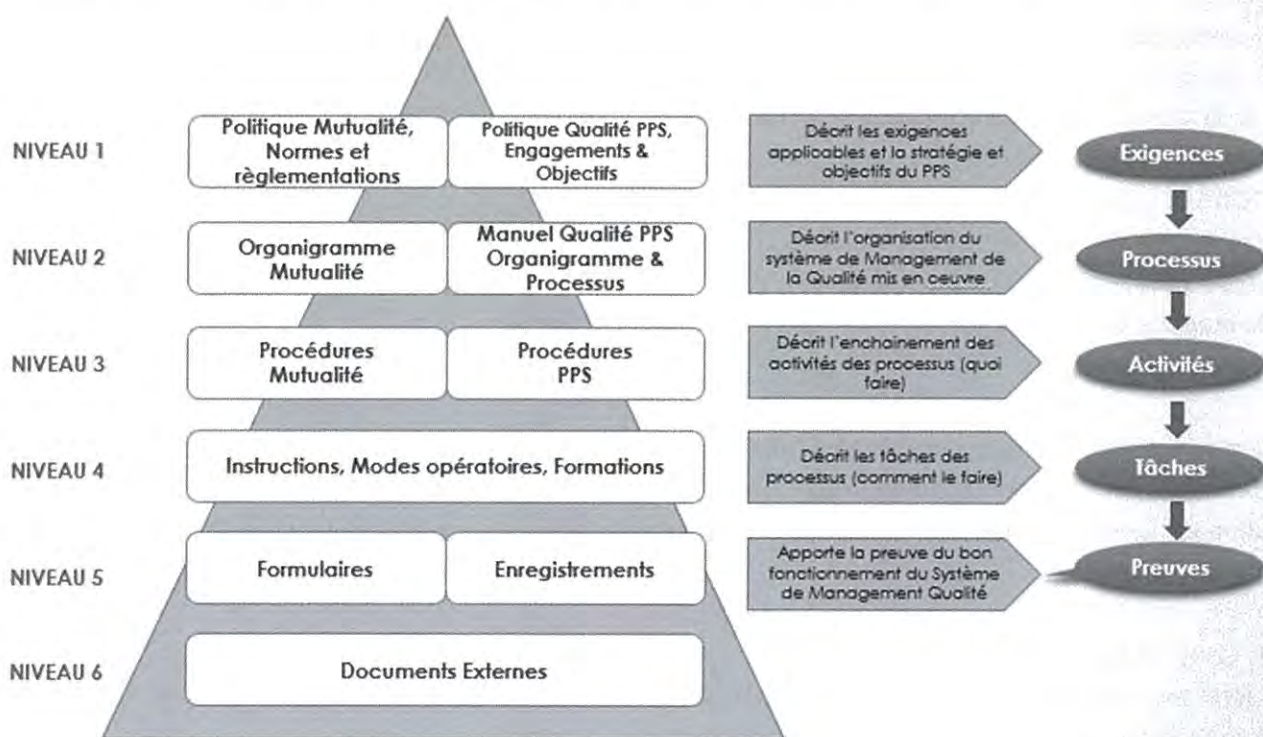 NIVEAU 1
Politique Mutualité,
Normes et
règlementations
Politique Qualité PPS,
Engagements &
Objectifs
Décrit les exigences
applicables et la stratégie et
objectifs du PPS
Exigences
NIVEAU 2
Organigramme
Mutualité
Manuel Qualité PPS
Organigramme &
Processus
Décrit l'organisation du
système de Management de
la Qualité mis en oeuvre
Processus
NIVEAU 3
Procédures
Mutualité
Procédures
PPS
Décrit l'enchainement des
activités des processus (quoi
faire)
Activités
NIVEAU 4
Instructions, Modes opératoires, Formations
Décrit les tâches des
processus (comment le faire)
Tâches
NIVEAU 5
Formulaires
Enregistrements
Apporte la preuve du bon
fonctionnement du Système
de Management Qualité
Preuves
NIVEAU 6
Documents Externes